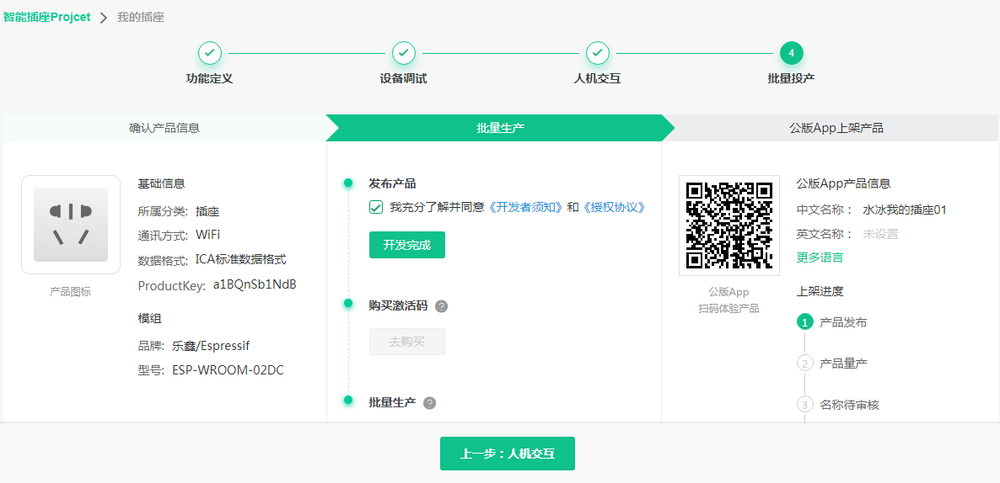 智能插座Projcet > 我的插座
4
功能定义 设备调试 人机交互 批量投产
确认产品信息 批量生产 公版App上架产品
基础信息
所属分类: 插座
通讯方式: WiFi
数据格式: ICA标准数据格式
ProductKey: a1BQnSb1NdB
产品图标
模组
品牌: 乐鑫/Espressif
型号: ESP-WROOM-02DC
发布产品
我充分了解并同意《开发者须知》和《授权协议》
开发完成
购买激活码 ?
去购买
批量生产 ?
公版App
扫码体验产品
公版App产品信息
中文名称： 水冰我的插座01
英文名称： 未设置
更多语言
上架进度
1 产品发布
2 产品量产
3 名称待审核
上一步：人机交互